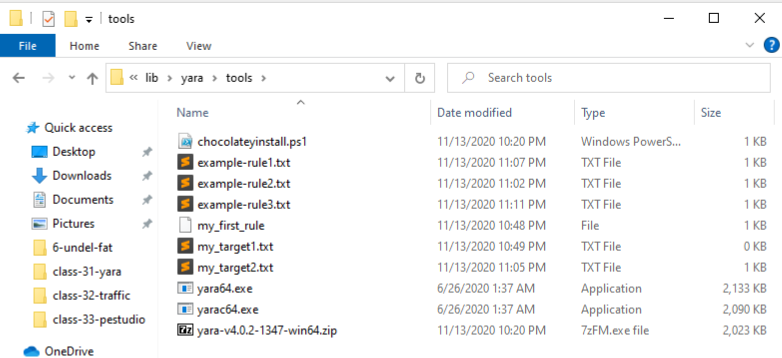 tools
File Home Share View
« lib › yara › tools › Search tools
Name Date modified Type Size
Quick access
Desktop
Downloads
Documents
Pictures
6-undel-fat
class-31-yara
class-32-traffic
class-33-pestudio
OneDrive
chocolateyinstall.ps1 11/13/2020 10:20 PM Windows PowerS... 1 KB
example-rule1.txt 11/13/2020 11:07 PM TXT File 1 KB
example-rule2.txt 11/13/2020 11:02 PM TXT File 1 KB
example-rule3.txt 11/13/2020 11:11 PM TXT File 1 KB
my_first_rule 11/13/2020 10:48 PM File 1 KB
my_target1.txt 11/13/2020 10:49 PM TXT File 0 KB
my_target2.txt 11/13/2020 11:05 PM TXT File 1 KB
yara64.exe 6/26/2020 1:37 AM Application 2,133 KB
yarac64.exe 6/26/2020 1:37 AM Application 2,090 KB
yara-v4.0.2-1347-win64.zip 11/13/2020 10:20 PM 7zFM.exe file 2,023 KB